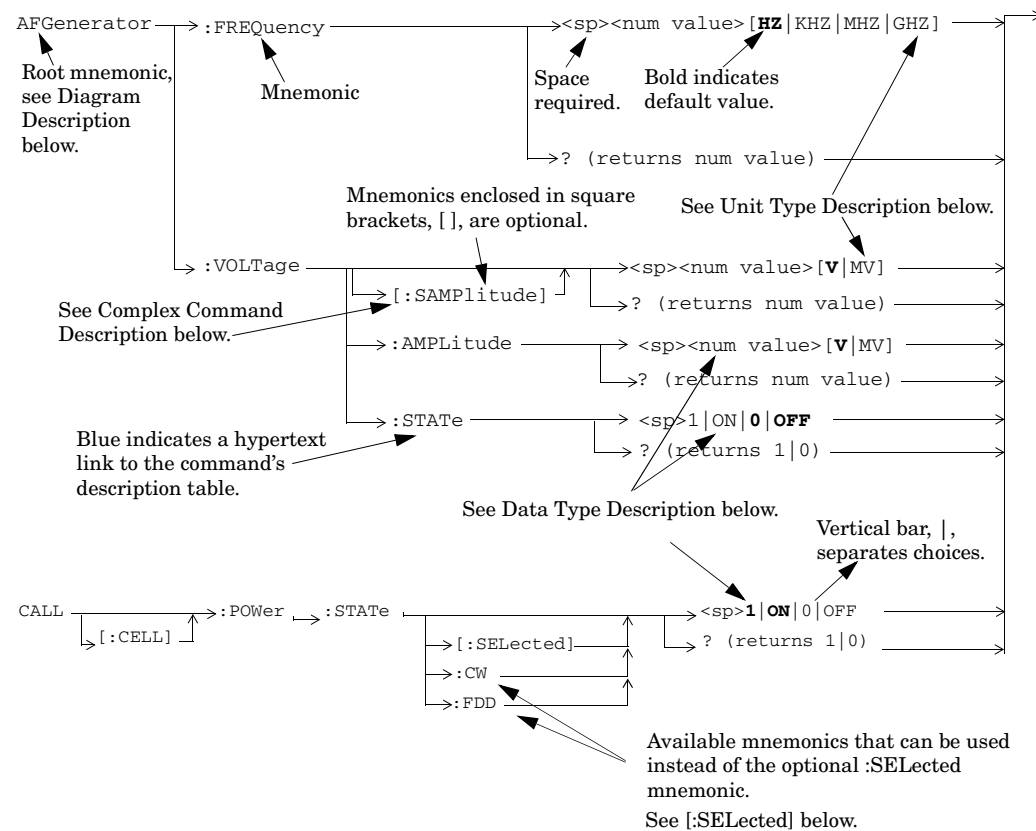 AFGenerator :FREQuency <sp><num value>[HZ|KHZ|MHZ|GHZ]
Root mnemonic,
see Diagram
Description
below.
Mnemonic
Space
required.
Bold indicates
default value.
? (returns num value)
Mnemonics enclosed in square
brackets, [ ], are optional.
See Unit Type Description below.
:VOLTage <sp><num value>[V|MV]
[:SAMPlitude] ? (returns num value)
See Complex Command
Description below.
:AMPLitude <sp><num value>[V|MV]
? (returns num value)
:STATe <sp>1|ON|0|OFF
? (returns 1|0)
Blue indicates a hypertext
link to the command's
description table.
See Data Type Description below.
Vertical bar, |,
separates choices.
CALL :POWer :STATe <sp>1|ON|0|OFF
[:CELL] [:SELected] ? (returns 1|0)
:CW
:FDD
Available mnemonics that can be used
instead of the optional :SELected
mnemonic.
See [:SELected] below.